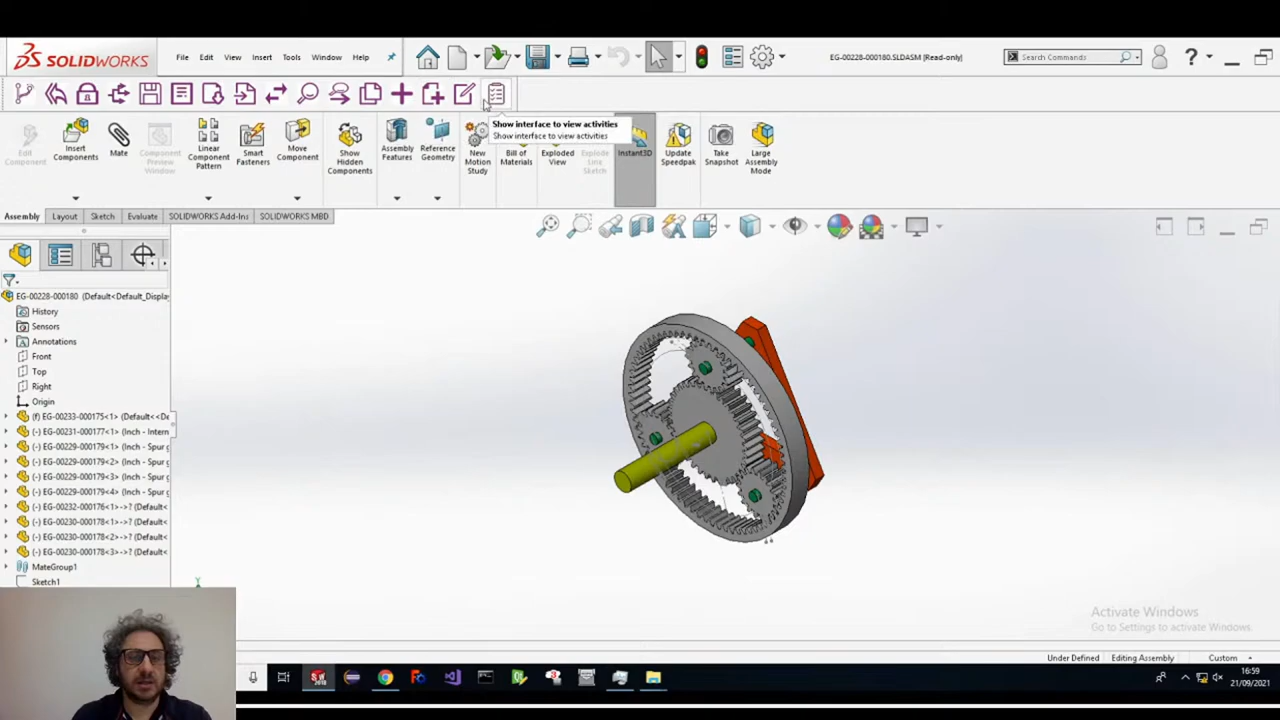 SOLIDWORKS File Edit View Insert Tools Window Help EG-00228-000180.SLDASM [Read-only] Search Commands
Show interface to view activities
Show interface to view activities
Edit Component
Insert Components
Mate
Component Preview Window
Linear Component Pattern
Smart Fasteners
Move Component
Show Hidden Components
Assembly Features
Reference Geometry
New Motion Study
Bill of Materials
Exploded View
Explode Line Sketch
Instant3D
Update Speedpak
Take Snapshot
Large Assembly Mode
Assembly Layout Sketch Evaluate SOLIDWORKS Add-Ins SOLIDWORKS MBD
EG-00228-000180 (Default<Default_Displa
History
Sensors
Annotations
Front
Top
Right
Origin
(f) EG-00233-000175<1> (Default<<De
(-) EG-00231-000177<1> (Inch - Intern
(-) EG-00229-000179<1> (Inch - Spur g
(-) EG-00229-000179<2> (Inch - Spur g
(-) EG-00229-000179<3> (Inch - Spur g
(-) EG-00229-000179<4> (Inch - Spur g
(-) EG-00232-000176<1>->? (Default<
(-) EG-00230-000178<1>->? (Default<
(-) EG-00230-000178<2>->? (Default<
(-) EG-00230-000178<3>->? (Default<
MateGroup1
Sketch1
Y
Activate Windows
Go to Settings to activate Windows.
Under Defined Editing Assembly Custom
16:59
21/09/2021